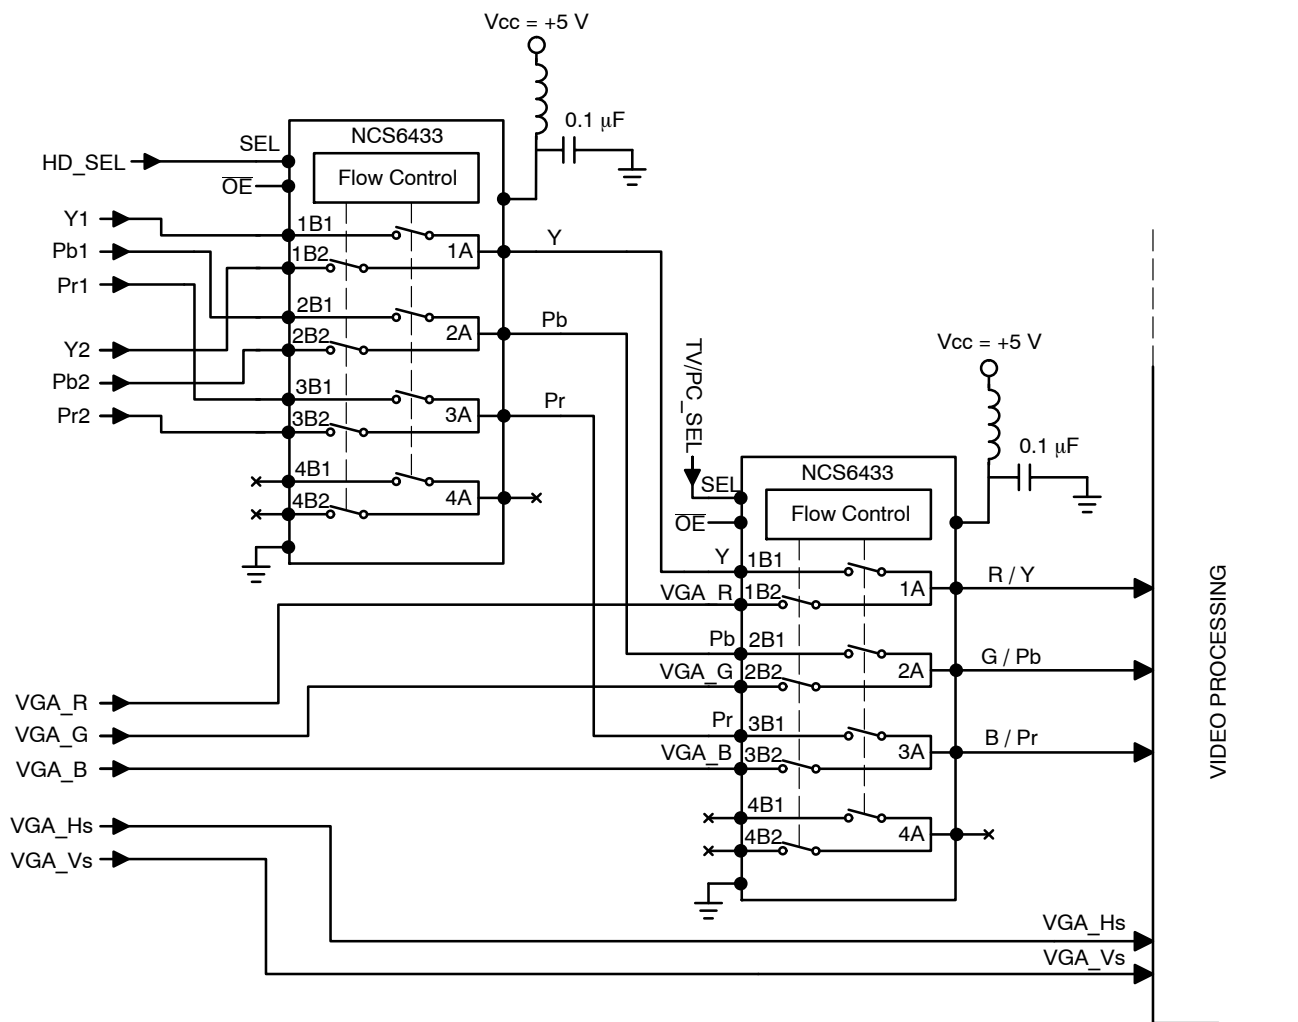 Vcc = +5 V
0.1 μF
NCS6433
Flow Control
HD_SEL
SEL
OE
Y1
Pb1
Pr1
Y2
Pb2
Pr2
1B1
1B2
1A
2B1
2B2
2A
3B1
3B2
3A
4B1
4B2
4A
Y
Pb
Pr
TV/PC_SEL
Vcc = +5 V
0.1 μF
NCS6433
Flow Control
SEL
OE
Y
VGA_R
Pb
VGA_G
Pr
VGA_B
1B1
1B2
1A
2B1
2B2
2A
3B1
3B2
3A
4B1
4B2
4A
R / Y
G / Pb
B / Pr
VIDEO PROCESSING
VGA_R
VGA_G
VGA_B
VGA_Hs
VGA_Vs
VGA_Hs
VGA_Vs